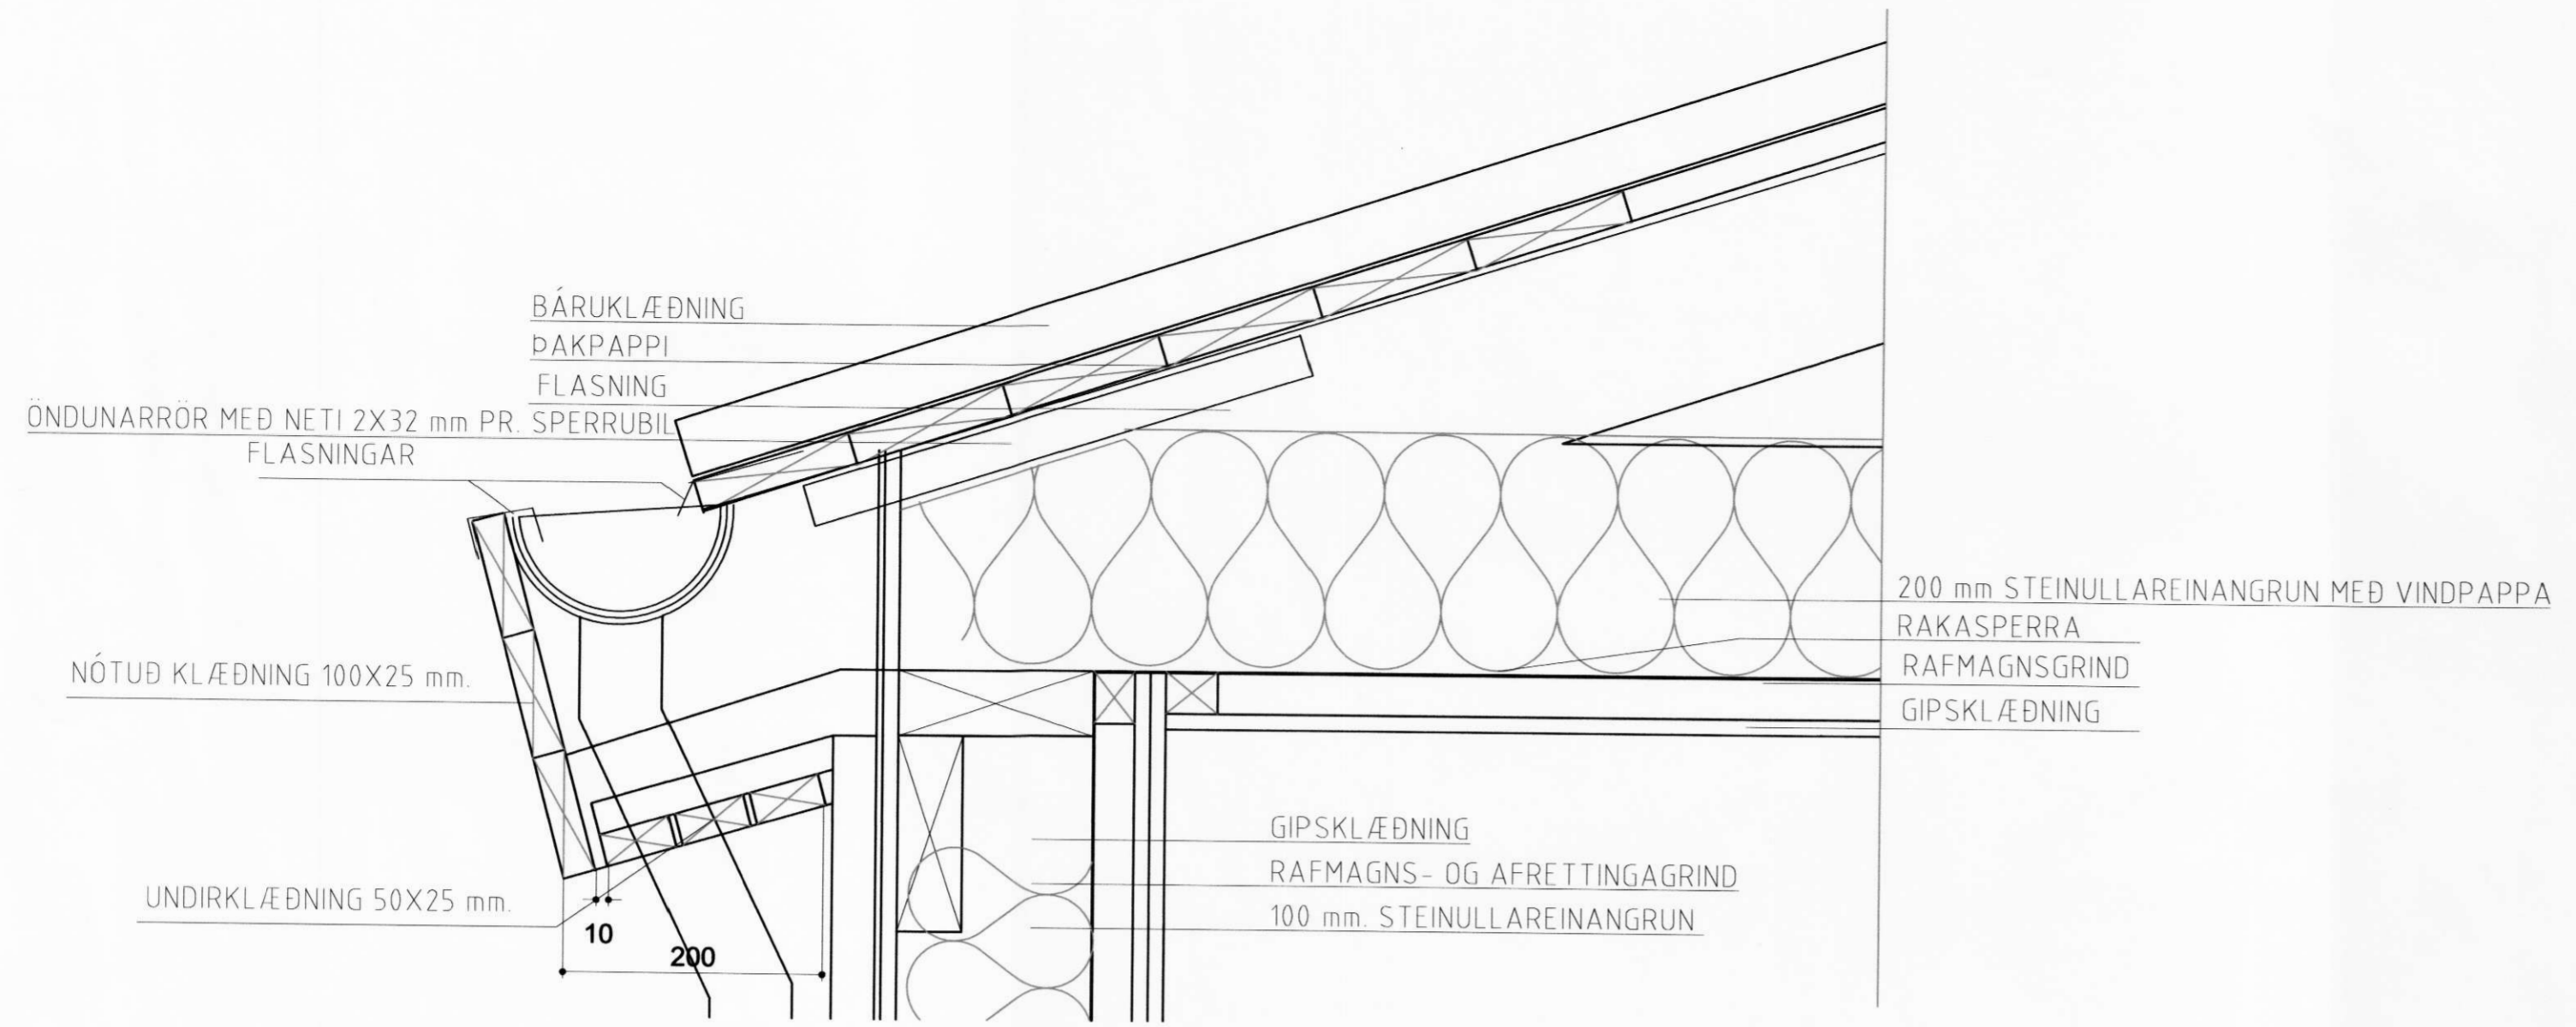 BÁRUKLÆÐNING
ÞAKPAPPI
FLASNING
ÖNDUNARRÖR MEÐ NETI 2X32 mm PR. SPERRUBIL
FLASNINGAR
NÓTUÐ KLÆÐNING 100X25 mm.
UNDIRKLÆÐNING 50X25 mm.
10
200
200 mm STEINULLAREINANGRUN MEÐ VINDPAPPA
RAKASPERRA
RAFMAGNSGRIND
GIPSKLÆÐNING
GIPSKLÆÐNING
RAFMAGNS- OG AFRETTINGAGRIND
100 mm. STEINULLAREINANGRUN